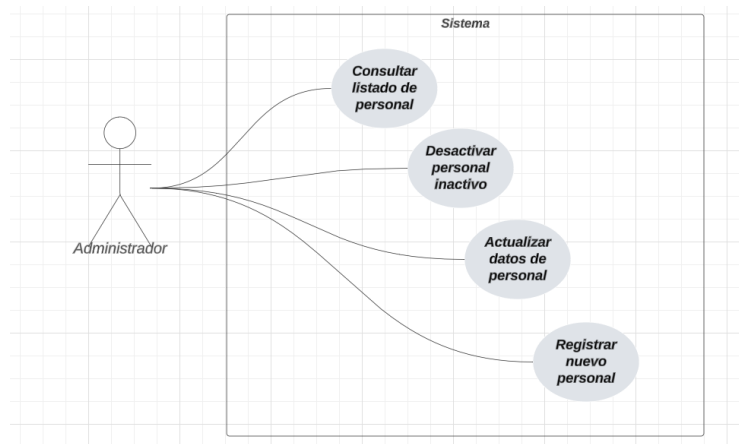 Sistema
Consultar
listado de
personal
Desactivar
personal
inactivo
Administrador
Actualizar
datos de
personal
Registrar
nuevo
personal